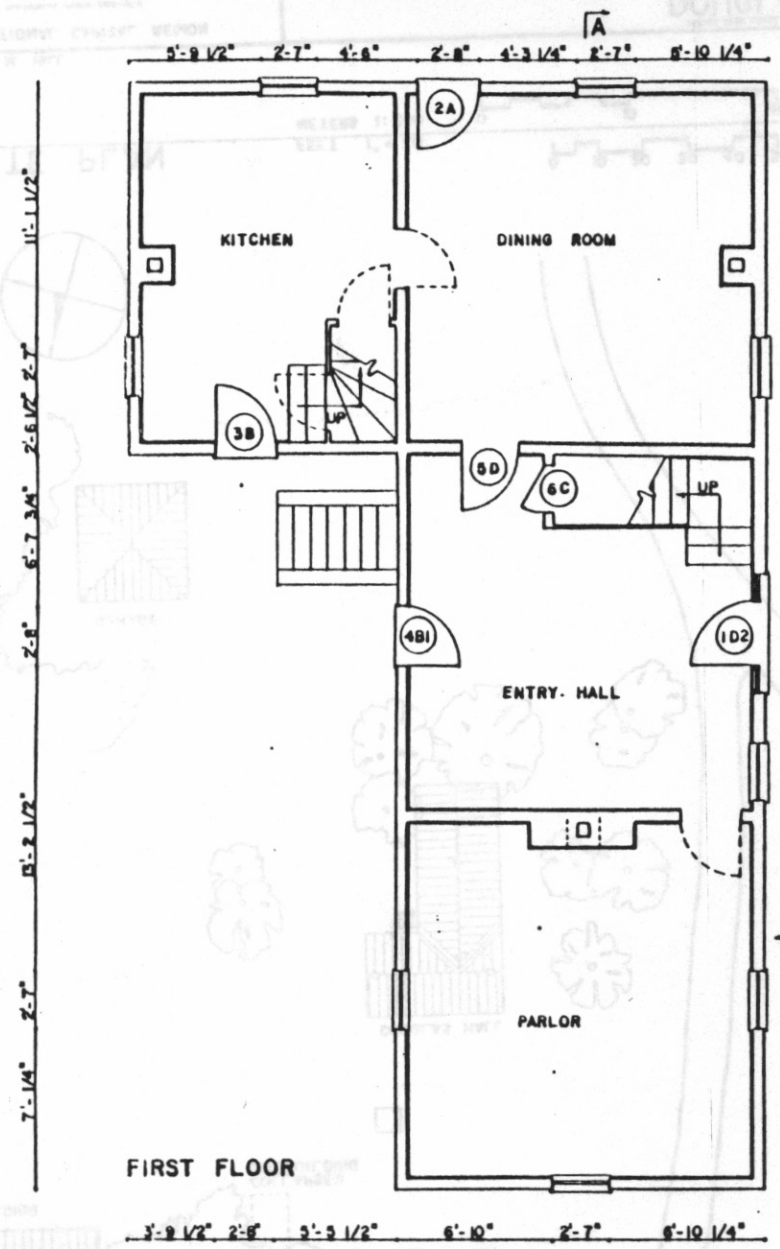 A
5'-9 1/2" 2'-7" 4'-6" 2'-8" 4'-3 1/4" 2'-7" 6'-10 1/4"
2A
11'-1 1/2"
KITCHEN
DINING ROOM
2'-7"
2'-6 1/2"
UP
3B
5D
6C
UP
6'-7 3/4"
2'-8"
4B1
1D2
ENTRY- HALL
13'-2 1/2"
2'-7"
PARLOR
7'-1/4"
FIRST FLOOR
3'-9 1/2" 2'-8" 5'-5 1/2" 6'-10" 2'-7" 6'-10 1/4"